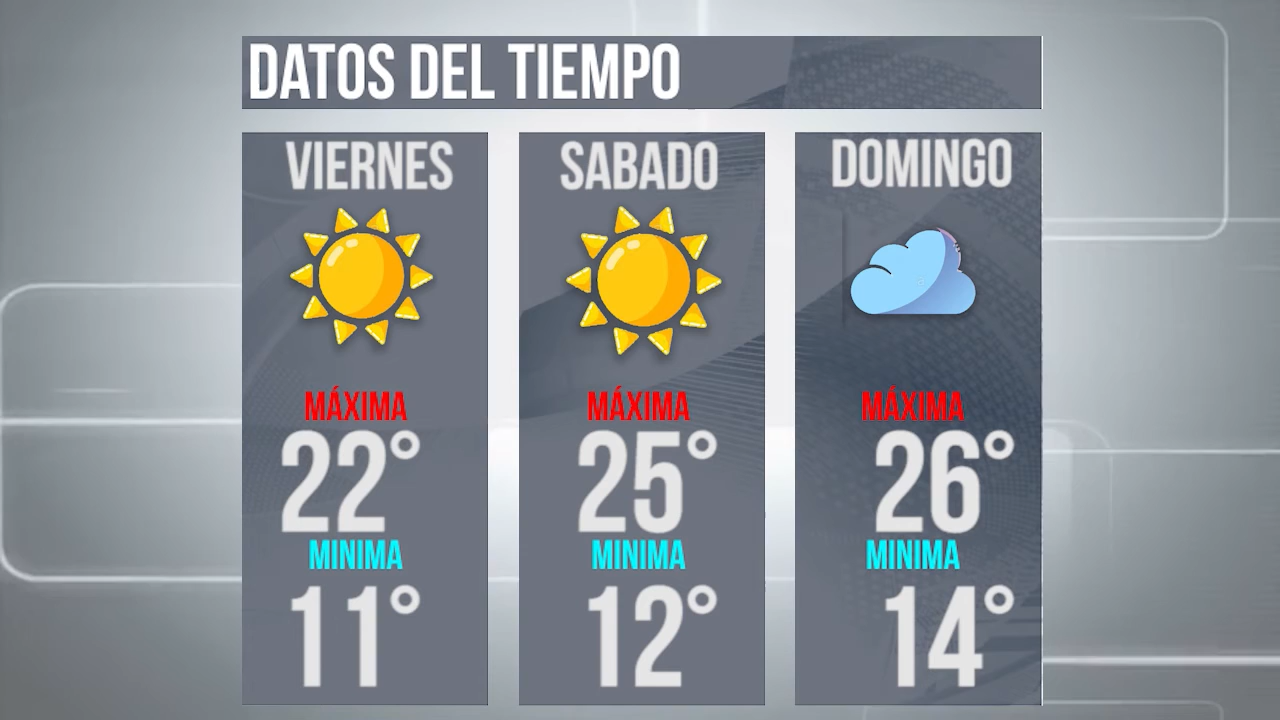 DATOS DEL TIEMPO
VIERNES
MÁXIMA
22°
MINIMA
11°
SABADO
MÁXIMA
25°
MINIMA
12°
DOMINGO
MÁXIMA
26°
MINIMA
14°